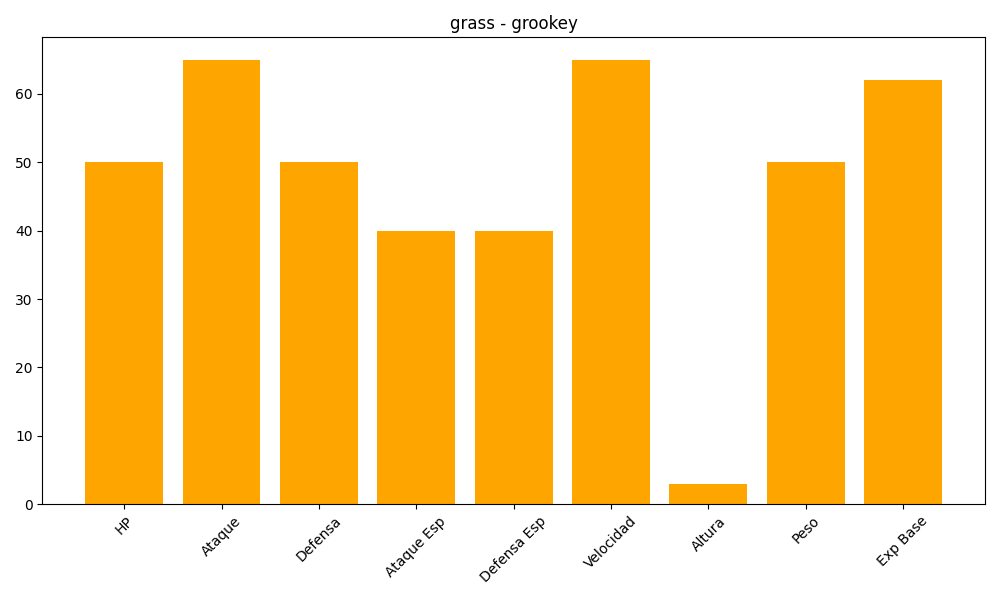 grass - grookey
60
50
40
30
20
10
0
HP
Ataque
Defensa
Ataque Esp
Defensa Esp
Velocidad
Altura
Peso
Exp Base